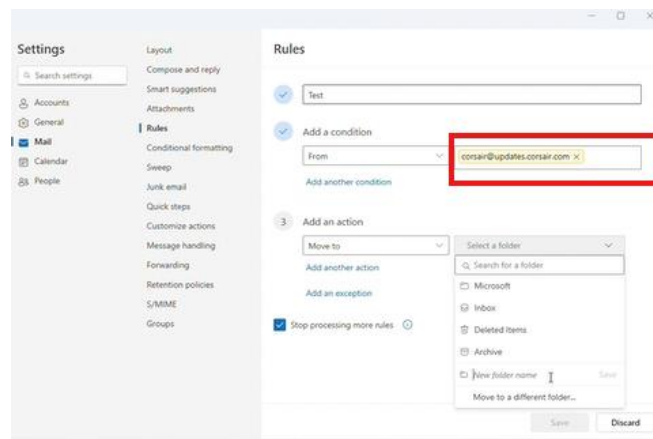 Settings
Search settings
Accounts
General
Mail
Calendar
People
Layout
Compose and reply
Smart suggestions
Attachments
Rules
Conditional formatting
Sweep
Junk email
Quick steps
Customize actions
Message handling
Forwarding
Retention policies
S/MIME
Groups
Rules
Test
Add a condition
From
corsair@updates.corsair.com
Add another condition
3 Add an action
Move to
Select a folder
Add another action
Add an exception
Stop processing more rules
Search for a folder
Microsoft
Inbox
Deleted Items
Archive
New folder name Save
Move to a different folder...
Save Discard